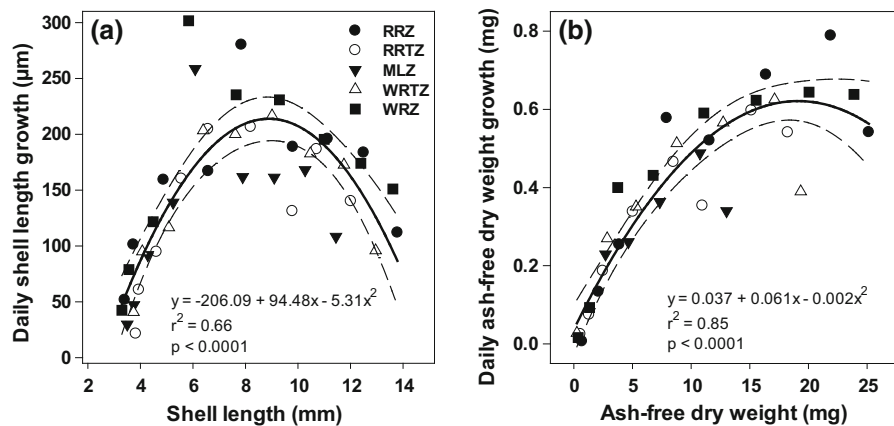 (a)
RRZ
RRTZ
MLZ
WRTZ
WRZ
Daily shell length growth (µm)
300
250
200
150
100
50
0
y = -206.09 + 94.48x - 5.31x²
r² = 0.66
p < 0.0001
2 4 6 8 10 12 14
Shell length (mm)
(b)
Daily ash-free dry weight growth (mg)
0.8
0.6
0.4
0.2
0.0
y = 0.037 + 0.061x - 0.002x²
r² = 0.85
p < 0.0001
0 5 10 15 20 25
Ash-free dry weight (mg)